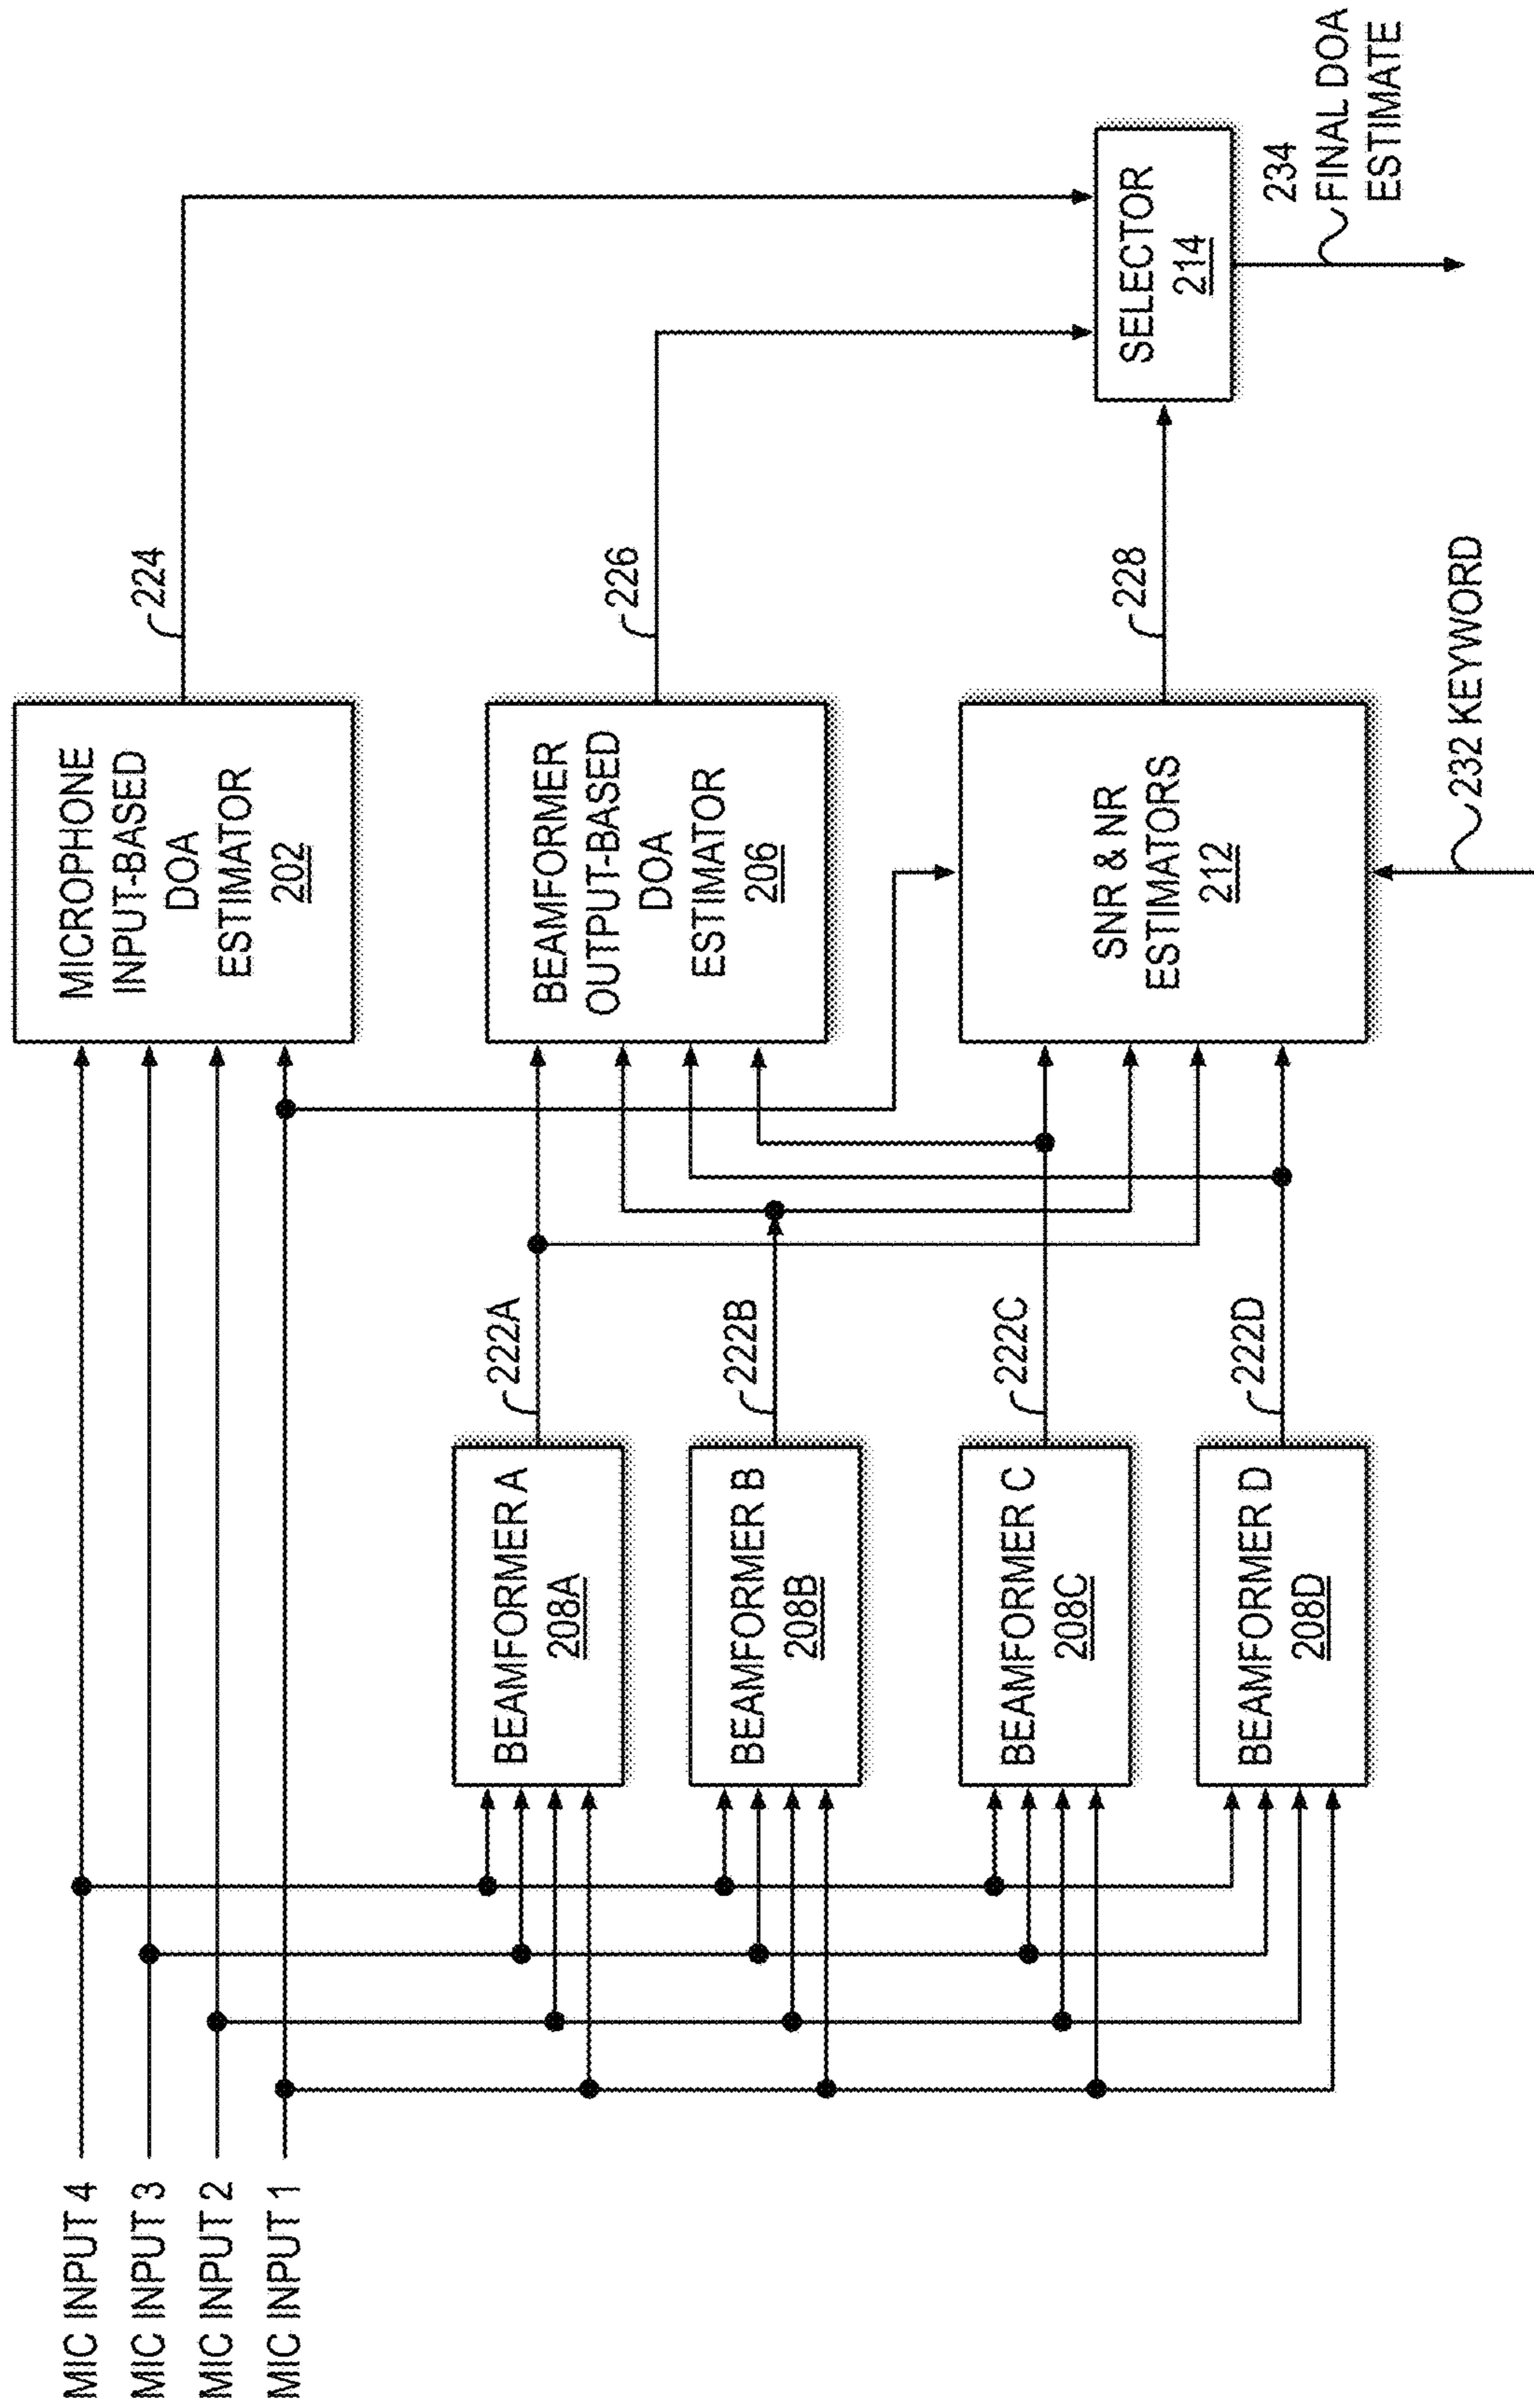 MIC INPUT 4
MIC INPUT 3
MIC INPUT 2
MIC INPUT 1
MICROPHONE
INPUT-BASED
DOA
ESTIMATOR
202
224
BEAMFORMER A
208A
222A
BEAMFORMER
OUTPUT-BASED
DOA
ESTIMATOR
206
226
BEAMFORMER B
208B
222B
BEAMFORMER C
208C
222C
SNR & NR
ESTIMATORS
212
228
SELECTOR
214
BEAMFORMER D
208D
222D
234
FINAL DOA
ESTIMATE
232 KEYWORD